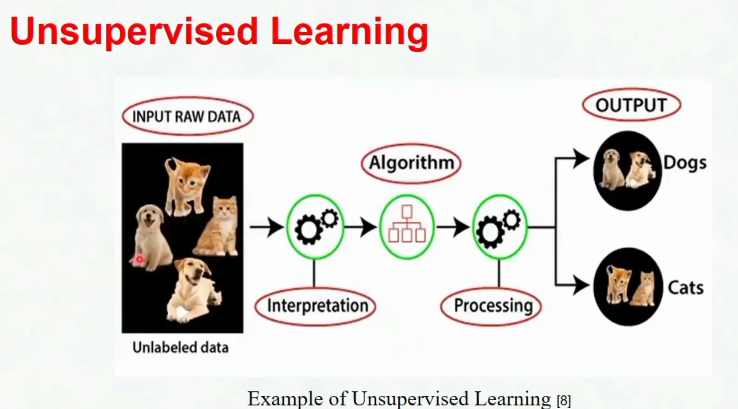 Unsupervised Learning
INPUT RAW DATA
OUTPUT
Algorithm
Dogs
Interpretation
Processing
Cats
Unlabeled data
Example of Unsupervised Learning [8]